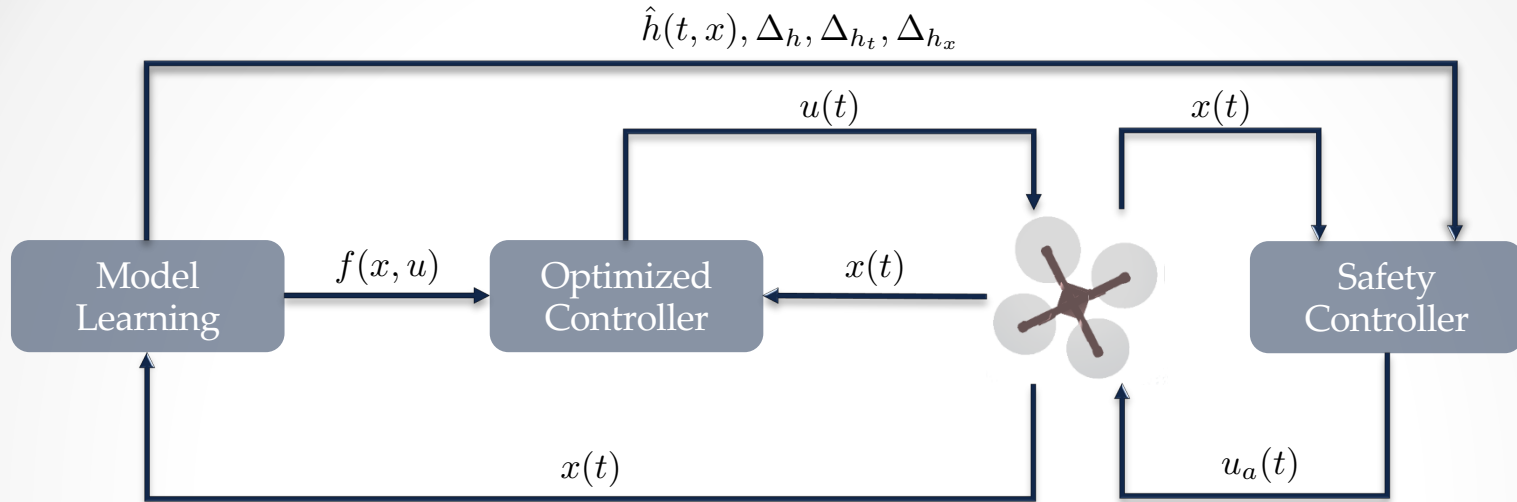 ĥ(t, x), Δ_h, Δ_{h_t}, Δ_{h_x}
u(t)
x(t)
Model
Learning
f(x, u)
Optimized
Controller
x(t)
Safety
Controller
x(t)
u_a(t)